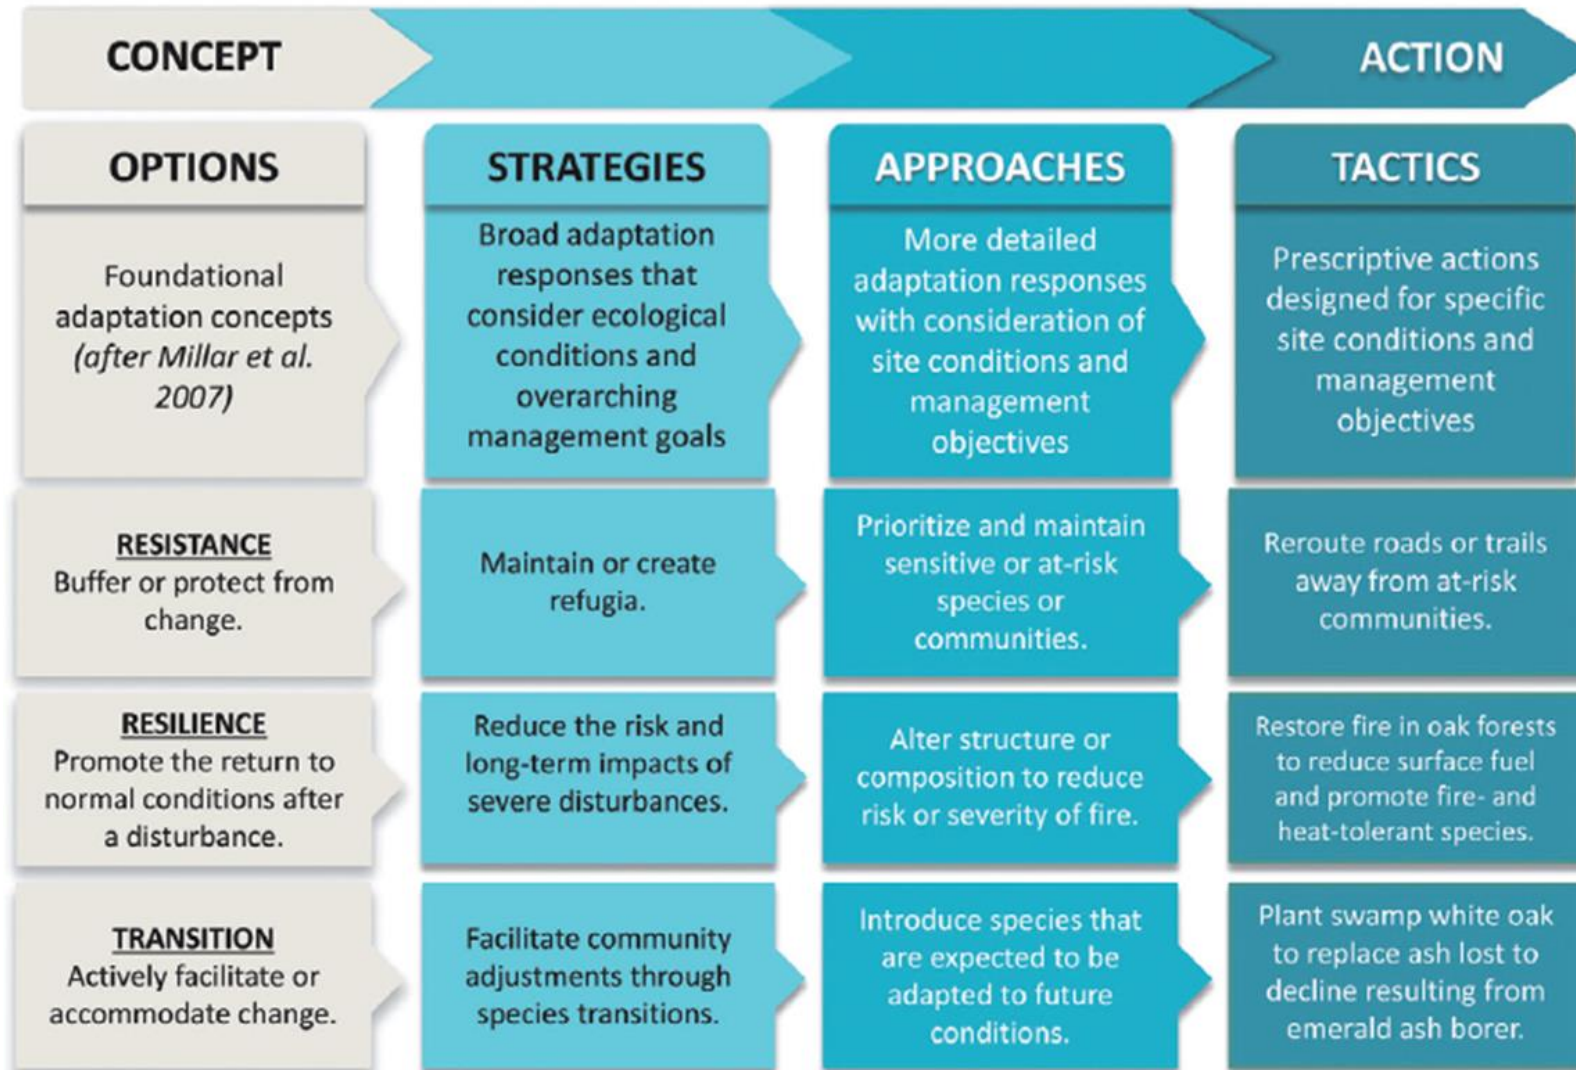 CONCEPT
ACTION
OPTIONS
Foundational
adaptation concepts
(after Millar et al.
2007)
STRATEGIES
Broad adaptation
responses that
consider ecological
conditions and
overarching
management goals
APPROACHES
More detailed
adaptation responses
with consideration of
site conditions and
management
objectives
TACTICS
Prescriptive actions
designed for specific
site conditions and
management
objectives
RESISTANCE
Buffer or protect from
change.
Maintain or create
refugia.
Prioritize and maintain
sensitive or at-risk
species or
communities.
Reroute roads or trails
away from at-risk
communities.
RESILIENCE
Promote the return to
normal conditions after
a disturbance.
Reduce the risk and
long-term impacts of
severe disturbances.
Alter structure or
composition to reduce
risk or severity of fire.
Restore fire in oak forests
to reduce surface fuel
and promote fire- and
heat-tolerant species.
TRANSITION
Actively facilitate or
accommodate change.
Facilitate community
adjustments through
species transitions.
Introduce species that
are expected to be
adapted to future
conditions.
Plant swamp white oak
to replace ash lost to
decline resulting from
emerald ash borer.